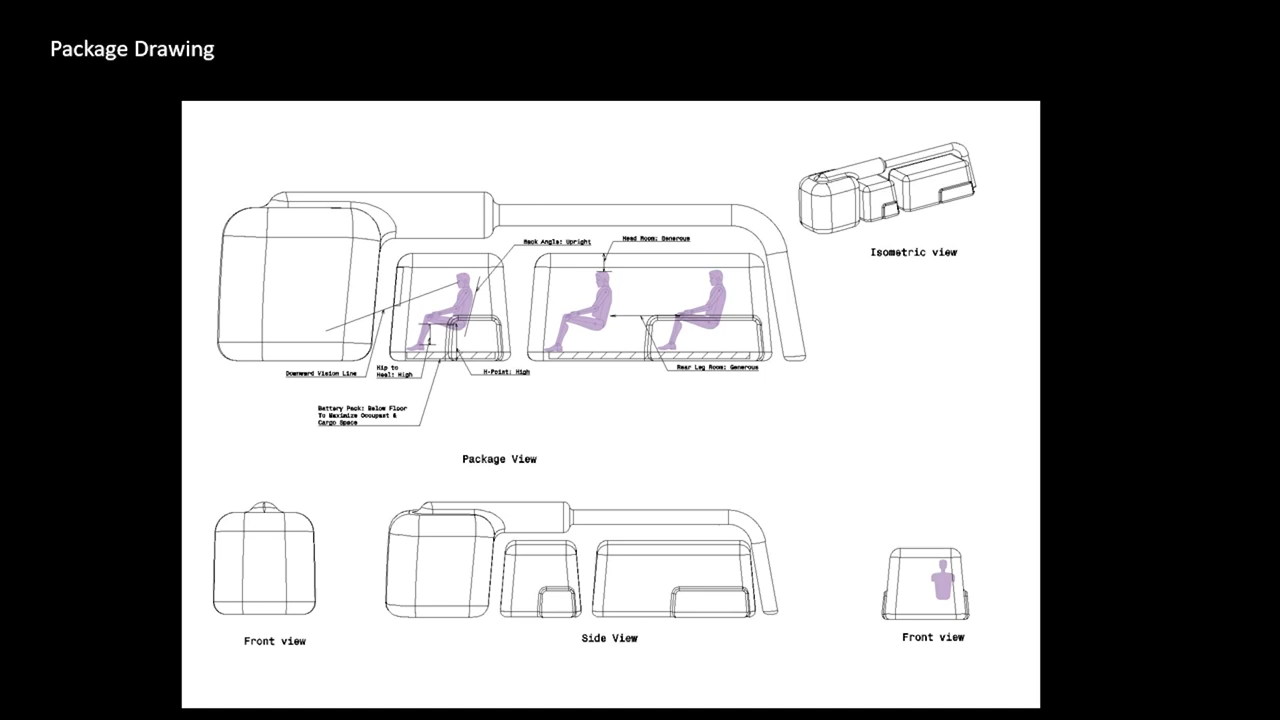 Package Drawing
Back Angle: Upright
Head Room: Generous
Isometric view
Downward Vision Line
Hip to
Heel: High
H-Point: High
Rear Leg Room: Generous
Battery Pack: Below Floor
To Maximize Occupant &
Cargo Space
Package View
Front view
Side View
Front view